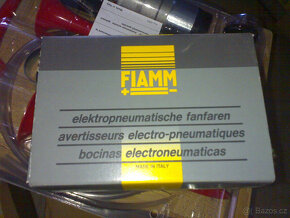 FIAMM
+ -
elektropneumatische fanfaren
avertisseurs electro-pneumatiques
bocinas electroneumaticas
MADE IN ITALY
Bazos.cz